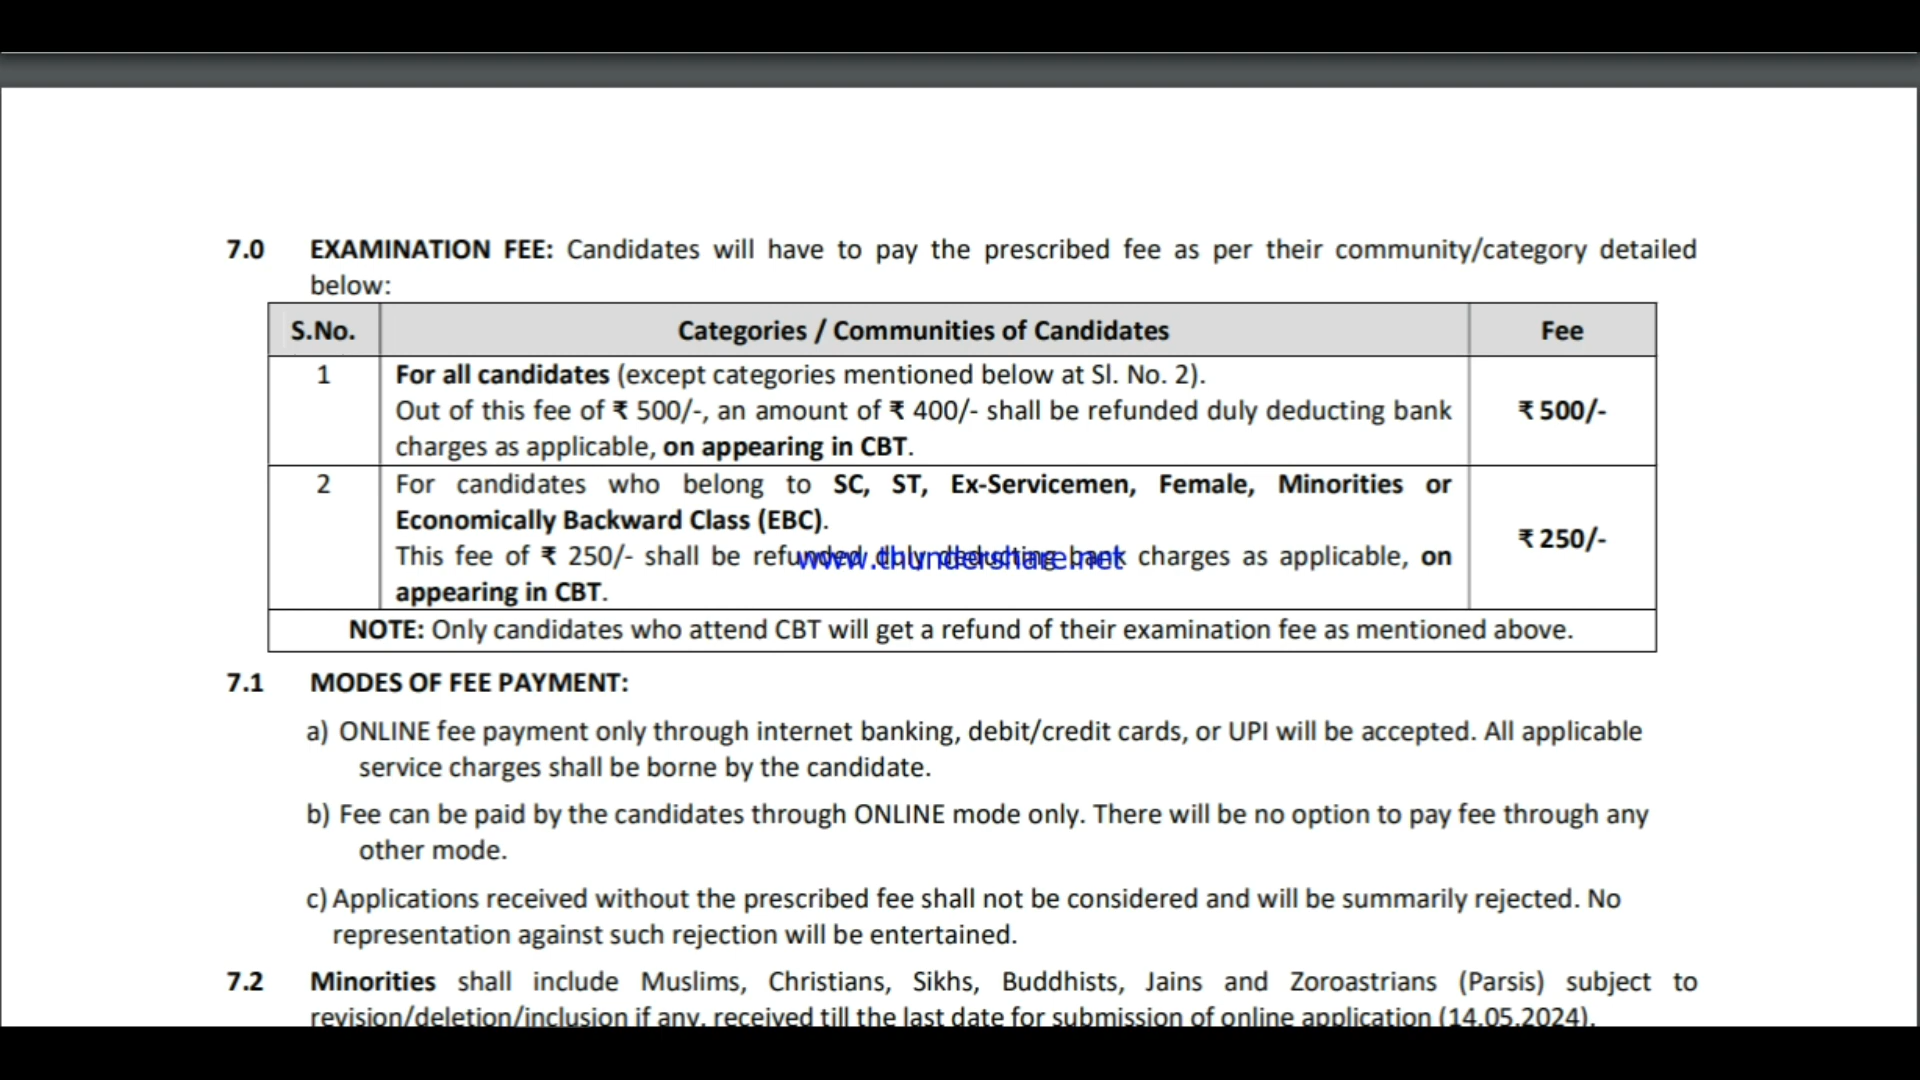 7.0 EXAMINATION FEE: Candidates will have to pay the prescribed fee as per their community/category detailed
below:
S.No. Categories / Communities of Candidates Fee
1 For all candidates (except categories mentioned below at Sl. No. 2).
Out of this fee of ₹ 500/-, an amount of ₹ 400/- shall be refunded duly deducting bank
charges as applicable, on appearing in CBT.
₹ 500/-
2 For candidates who belong to SC, ST, Ex-Servicemen, Female, Minorities or
Economically Backward Class (EBC).
This fee of ₹ 250/- shall be refunded duly deducting bank charges as applicable, on
appearing in CBT.
₹ 250/-
www.thundershare.net
NOTE: Only candidates who attend CBT will get a refund of their examination fee as mentioned above.
7.1 MODES OF FEE PAYMENT:
a) ONLINE fee payment only through internet banking, debit/credit cards, or UPI will be accepted. All applicable
service charges shall be borne by the candidate.
b) Fee can be paid by the candidates through ONLINE mode only. There will be no option to pay fee through any
other mode.
c) Applications received without the prescribed fee shall not be considered and will be summarily rejected. No
representation against such rejection will be entertained.
7.2 Minorities shall include Muslims, Christians, Sikhs, Buddhists, Jains and Zoroastrians (Parsis) subject to
revision/deletion/inclusion if any, received till the last date for submission of online application (14.05.2024).